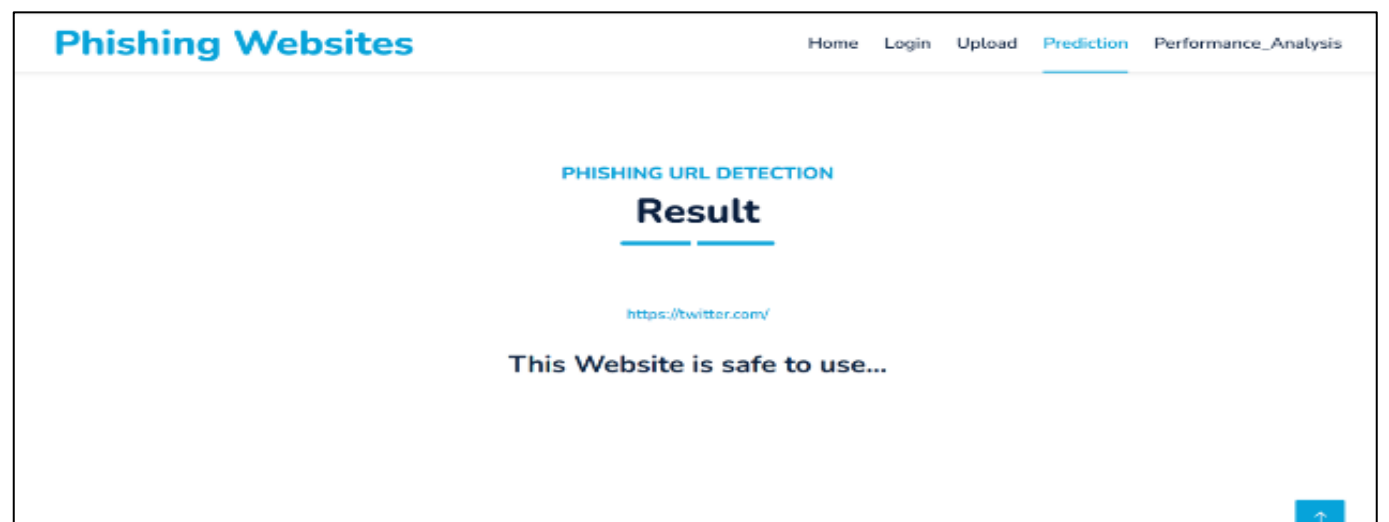 Phishing Websites
Home Login Upload Prediction Performance_Analysis
PHISHING URL DETECTION
Result
https://twitter.com/
This Website is safe to use...